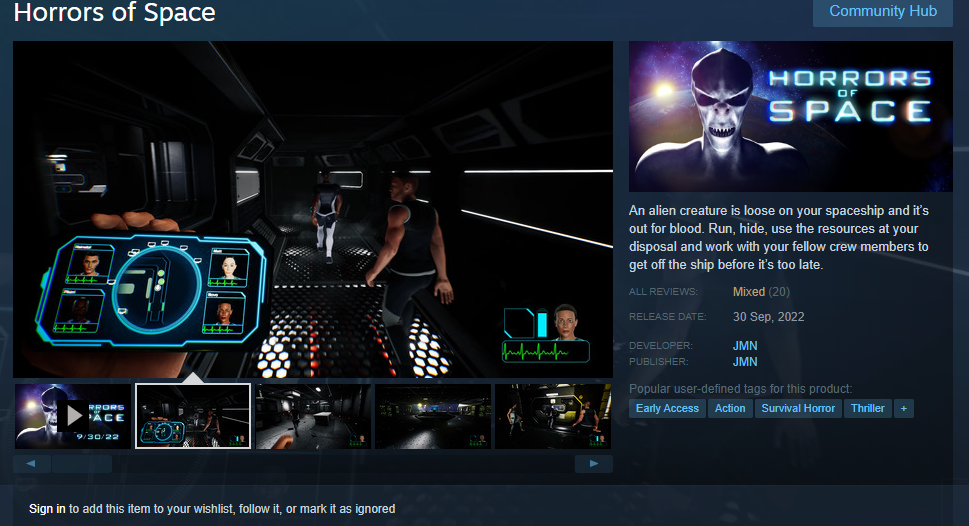 Horrors of Space
Community Hub
HORRORS
OF
SPACE
An alien creature is loose on your spaceship and it's
out for blood. Run, hide, use the resources at your
disposal and work with your fellow crew members to
get off the ship before it's too late.
ALL REVIEWS: Mixed (20)
RELEASE DATE: 30 Sep, 2022
DEVELOPER: JMN
PUBLISHER: JMN
Popular user-defined tags for this product:
Early Access Action Survival Horror Thriller +
9/30/22
Sign in to add this item to your wishlist, follow it, or mark it as ignored